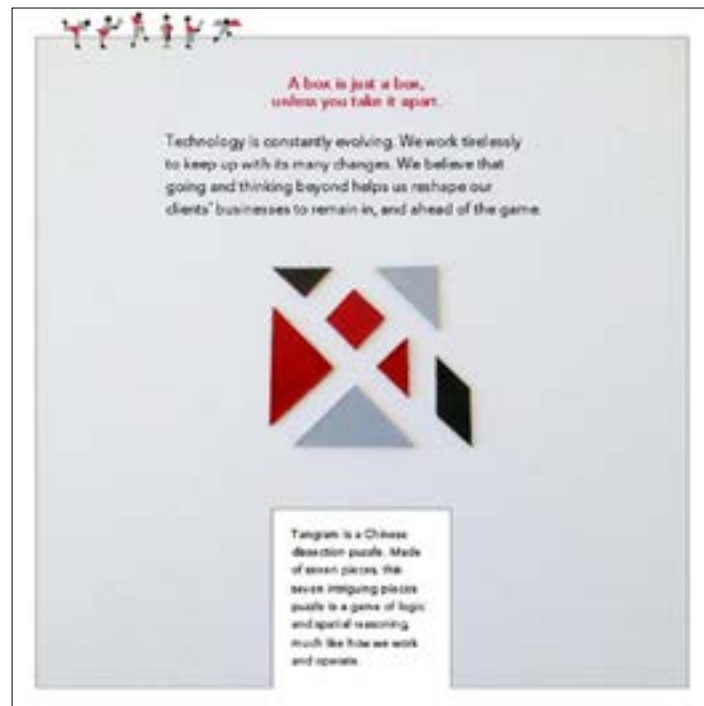 A box is just a box,
unless you take it apart.
Technology is constantly evolving. We work tirelessly
to keep up with its many changes. We believe that
going and thinking beyond helps us reshape our
clients' businesses to remain in, and ahead of the game.
Tangram is a Chinese
dissection puzzle. Made
of seven pieces, this
seven intriguing pieces
puzzle is a game of logic
and spatial reasoning,
much like how we work
and operate.